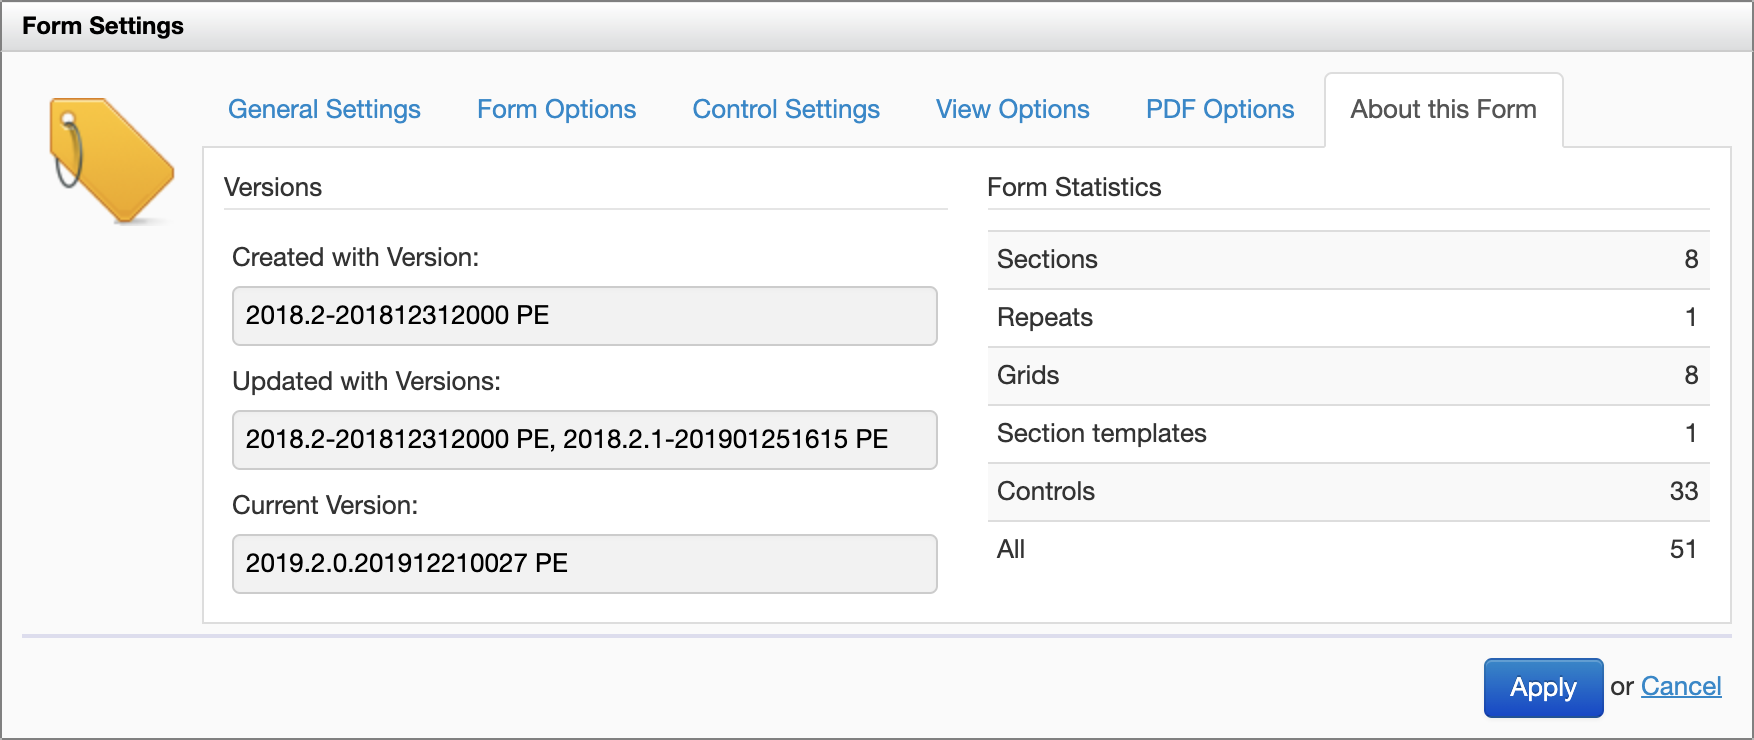 Form Settings
General Settings
Form Options
Control Settings
View Options
PDF Options
About this Form
Versions
Created with Version:
2018.2-201812312000 PE
Updated with Versions:
2018.2-201812312000 PE, 2018.2.1-201901251615 PE
Current Version:
2019.2.0.201912210027 PE
Form Statistics
Sections 8
Repeats 1
Grids 8
Section templates 1
Controls 33
All 51
Apply or Cancel